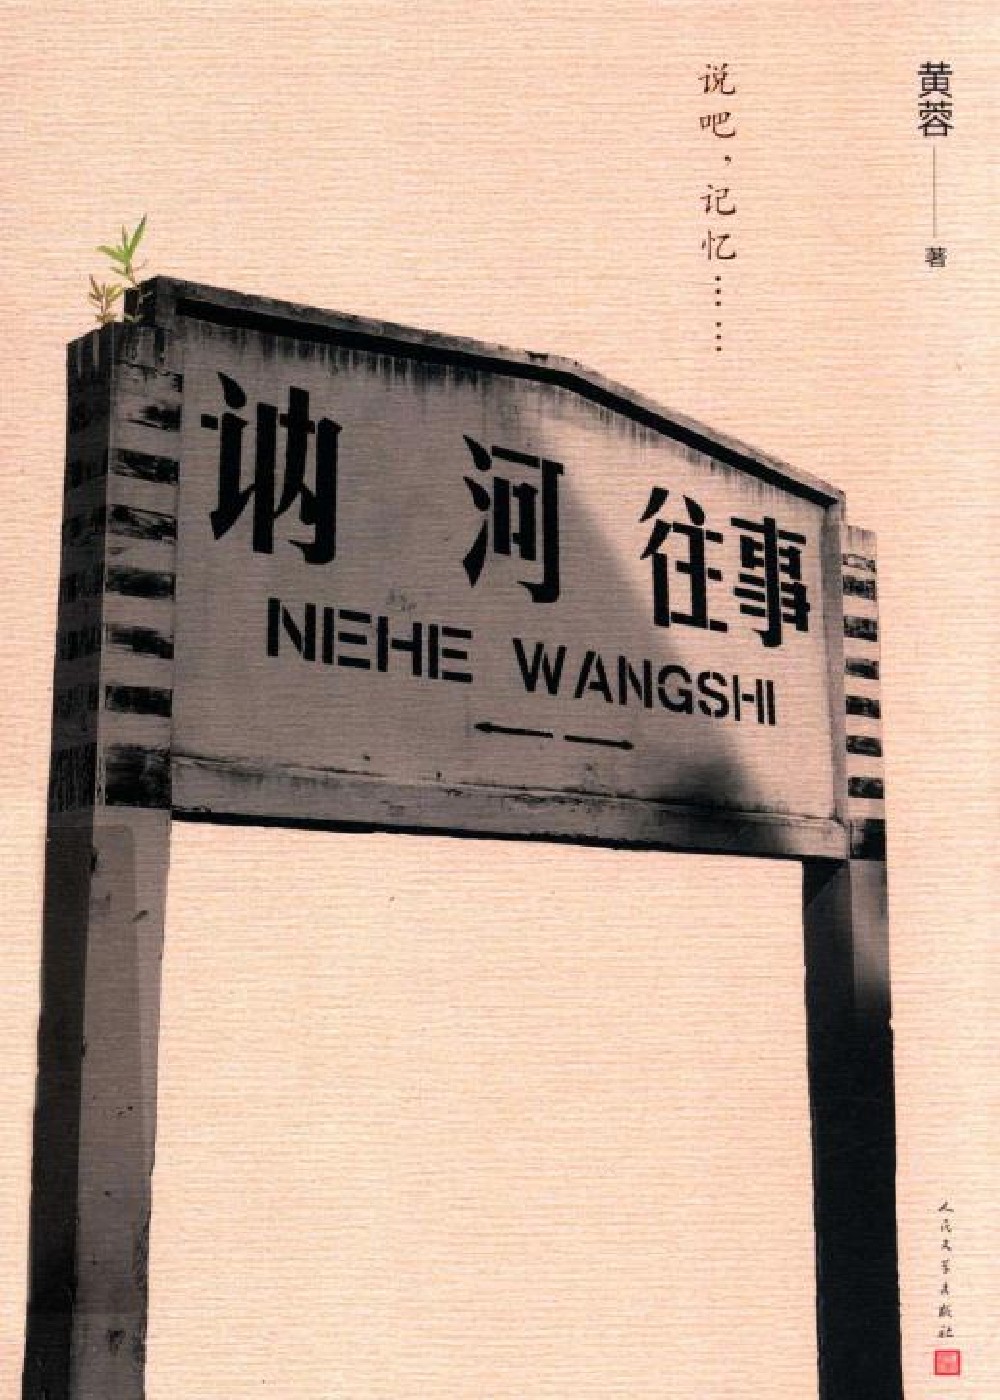 黄蓉 著
说吧，记忆……
讷 河 往事
NEHE WANGSHI
人民文学出版社